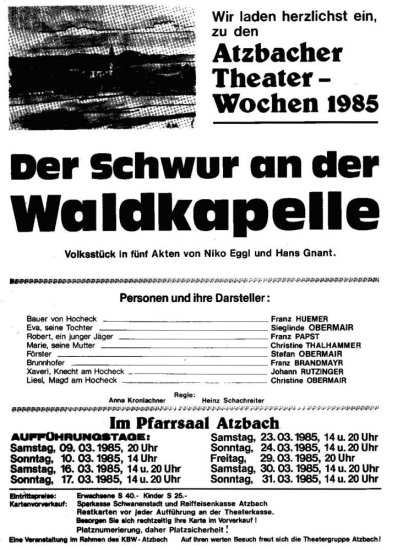 Wir laden herzlichst ein,
zu den
Atzbacher
Theater –
Wochen 1985
Der Schwur an der
Waldkapelle
Volksstück in fünf Akten von Niko Eggl und Hans Gnant.
Personen und ihre Darsteller:
Bauer von Hocheck Franz HUEMER
Eva, seine Tochter Sieglinde OBERMAIR
Robert, ein junger Jäger Franz PAPST
Marie, seine Mutter Christine THALHAMMER
Förster Stefan OBERMAIR
Brunnhofer Franz BRANDMAYR
Xaverl, Knecht am Hocheck Johann RUTZINGER
Liesl, Magd am Hocheck Christine OBERMAIR
Regie:
Anna Kronlachner Heinz Schachreiter
Im Pfarrsaal Atzbach
AUFFÜHRUNGSTAGE: Samstag, 23.03.1985, 14 u. 20 Uhr
Samstag, 09.03.1985, 20 Uhr Sonntag, 24.03.1985, 14 u. 20 Uhr
Sonntag, 10.03.1985, 14 Uhr Freitag, 29.03.1985, 20 Uhr
Samstag, 16.03.1985, 14 u. 20 Uhr Samstag, 30.03.1985, 14 u. 20 Uhr
Sonntag, 17.03.1985, 14 u. 20 Uhr Sonntag, 31.03.1985, 14 u. 20 Uhr
Eintrittspreise: Erwachsene S 40.- Kinder S 25.-
Kartenvorverkauf: Sparkasse Schwanenstadt und Raiffeisenkasse Atzbach
Restkarten vor jeder Aufführung an der Theaterkasse.
Besorgen Sie sich rechtzeitig Ihre Karte im Vorverkauf!
Platznumerierung, daher Platzsicherheit!
Eine Veranstaltung im Rahmen des KBW-Atzbach Auf Ihren werten Besuch freut sich die Theatergruppe Atzbach!